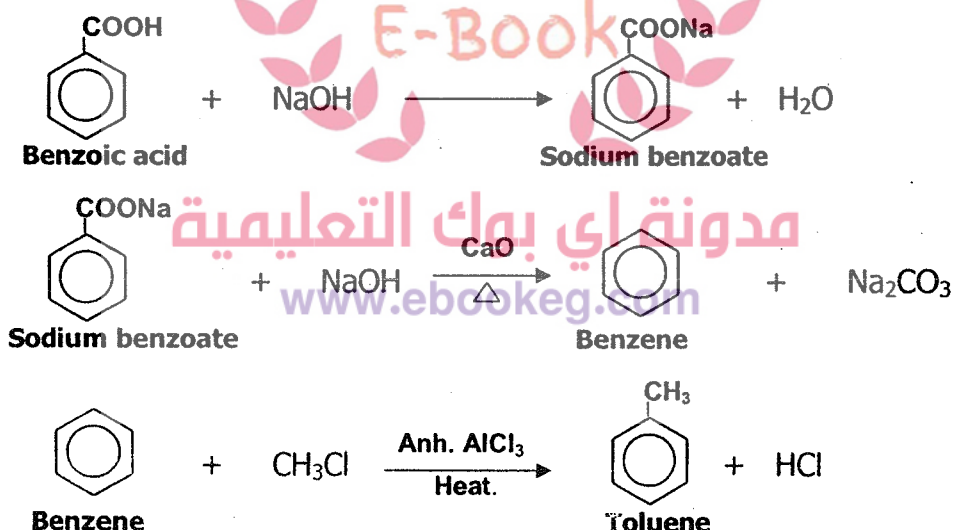 E-Book
COOH COONa
+ NaOH + H₂O
Benzoic acid Sodium benzoate
مدونة اي بوك التعليمية
COONa
CaO
+ NaOH △ + Na₂CO₃
www.ebookeg.com
Sodium benzoate Benzene
CH₃
Anh. AlCl₃
+ CH₃Cl + HCl
Heat.
Benzene Toluene